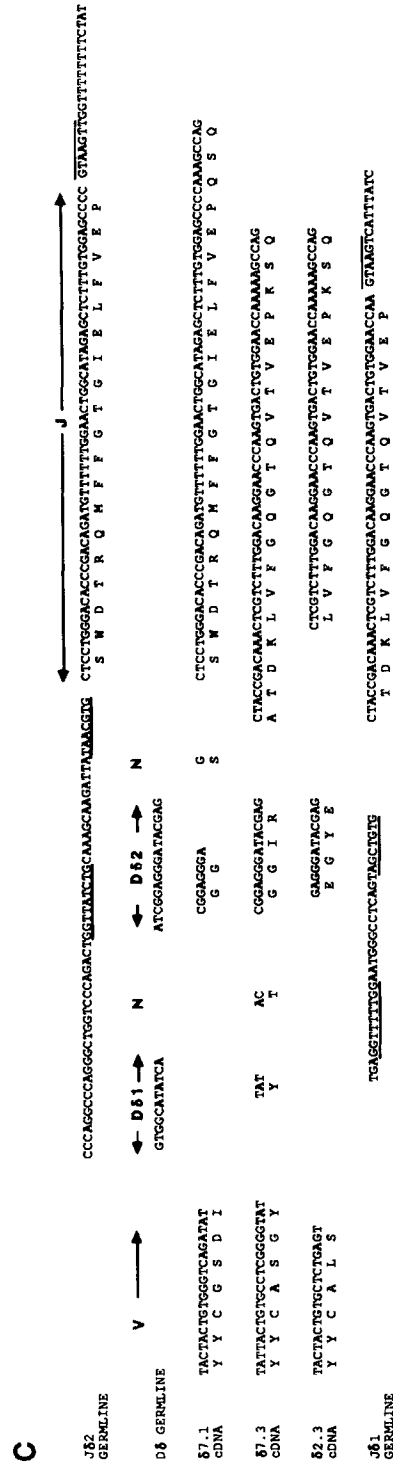 C
J
Jδ2 GERMLINE CCCAGGCCCAGGGCTGGTCCCAGACTGGTTATCTGCAAAGCAAGATTATAACGTG CTCCTGGGACACCCGACAGATGTTTTTTGGAACTGGCATAGAGCTCTTTGTGGAGCCCC GTAAGTTGGTTTTTTTCTAT
S W D T R Q M F F G T G I E L F V E P
V Dδ1 N Dδ2 N
Dδ GERMLINE GTGGCATATCA ATCGGAGGGATACGAG
δ7.1 cDNA TACTACTGTGGGTCAGATAT CGGAGGGA G CTCCTGGGACACCCGACAGATGTTTTTTGGAACTGGCATAGAGCTCTTTGTGGAGCCCCAAAGCCAG
Y Y C G S D I G G S S W D T R Q M F F G T G I E L F V E P Q S Q
δ7.3 cDNA TATTACTGTGCCTCGGGGTAT TAT AC CGGAGGGATACGAG CTACCGACAAACTCGTCTTTGGACAAGGAACCCAAGTGACTGTGGAACCAAAAAGCCAG
Y Y C A S G Y Y T G G I R A T D K L V F G Q G T Q V T V E P K S Q
δ2.3 cDNA TACTACTGTGCTCTGAGT GAGGGATACGAG CTCGTCTTTGGACAAGGAACCCAAGTGACTGTGGAACCAAAAAGCCAG
Y Y C A L S E G Y E L V F G Q G T Q V T V E P K S Q
Jδ1 GERMLINE TGAGGTTTTTGGAATGGGCCTCAGTAGCTGTG CTACCGACAAACTCGTCTTTGGACAAGGAACCCAAGTGACTGTGGAACCAA GTAAGTCATTTATC
T D K L V F G Q G T Q V T V E P